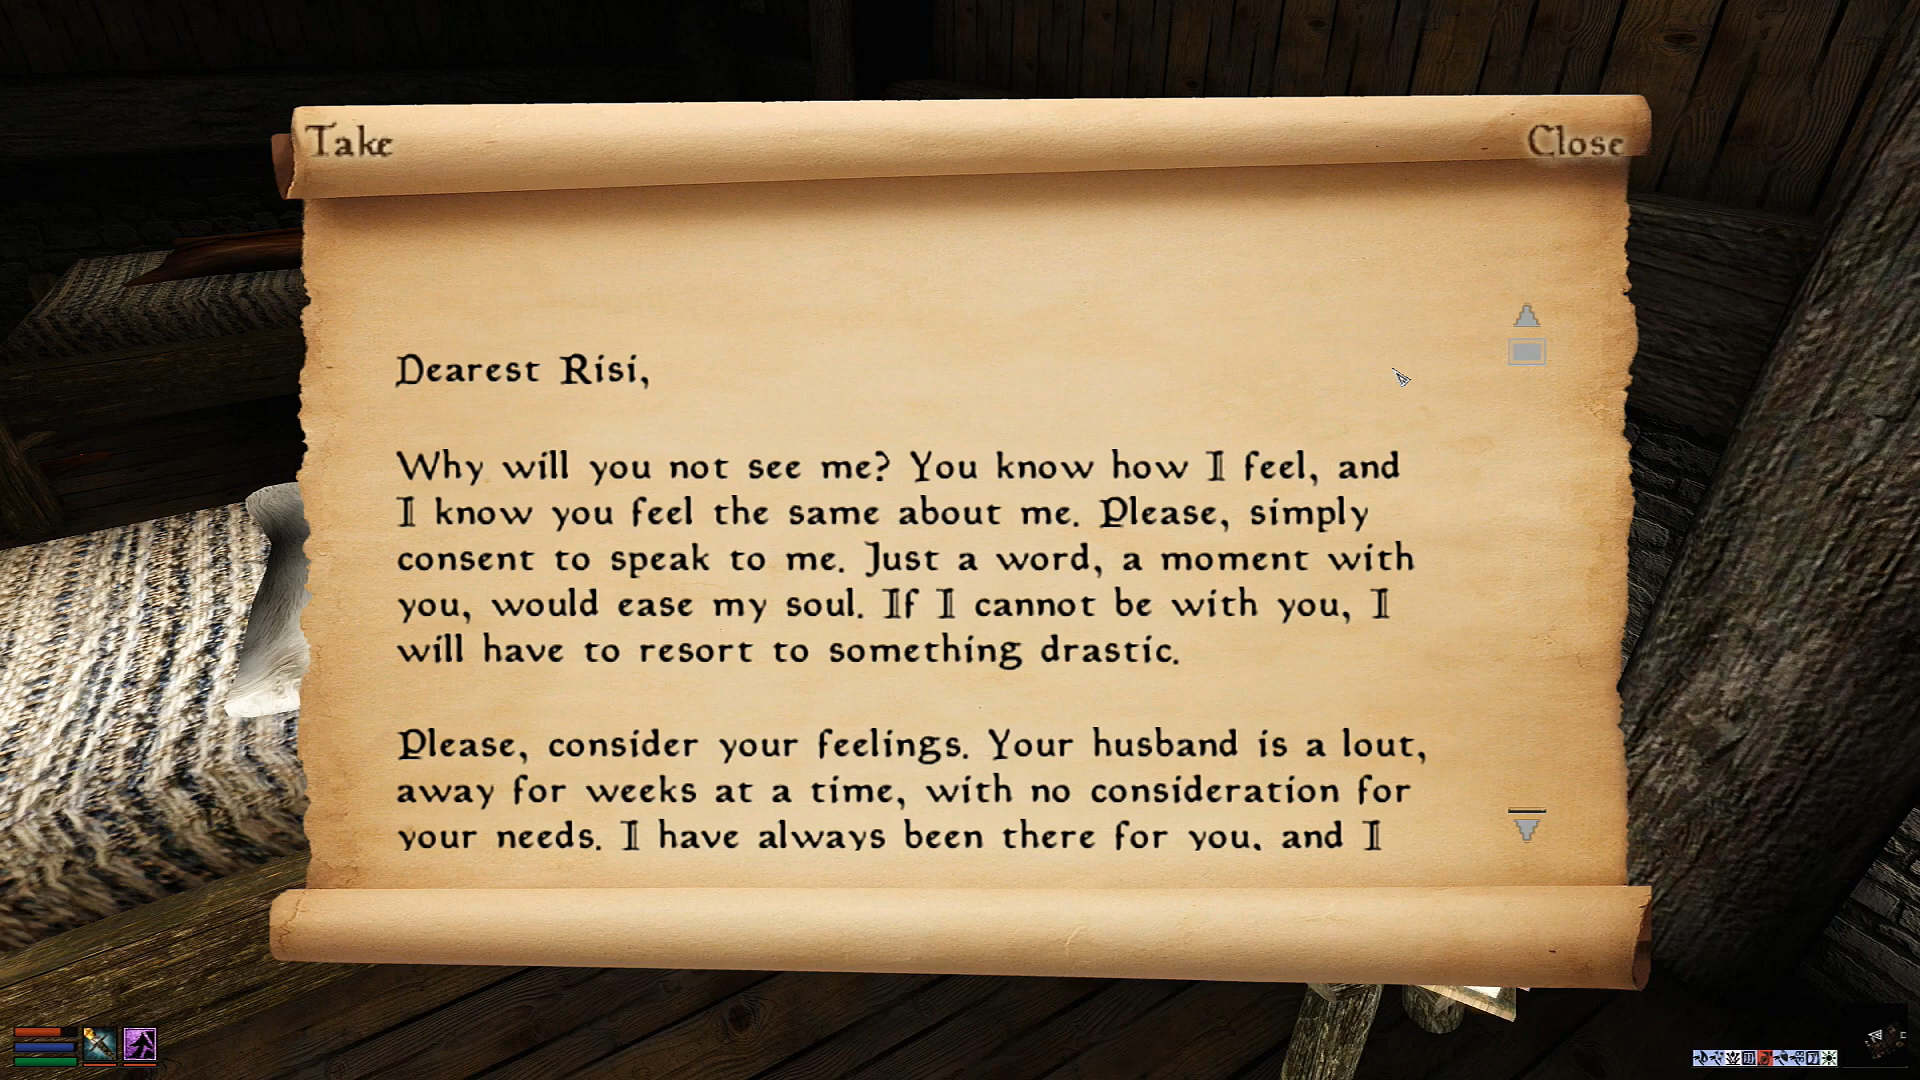 Take
Close
Dearest Risi,
Why will you not see me? You know how I feel, and
I know you feel the same about me. Please, simply
consent to speak to me. Just a word, a moment with
you, would ease my soul. If I cannot be with you, I
will have to resort to something drastic.
Please, consider your feelings. Your husband is a lout,
away for weeks at a time, with no consideration for
your needs. I have always been there for you, and I